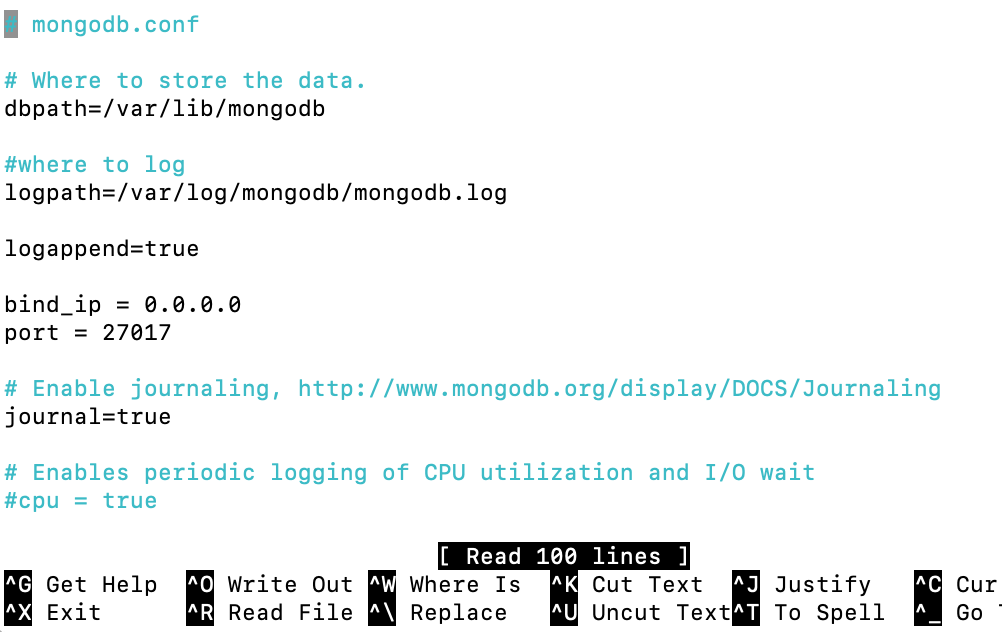 # mongodb.conf
# Where to store the data.
dbpath=/var/lib/mongodb
#where to log
logpath=/var/log/mongodb/mongodb.log
logappend=true
bind_ip = 0.0.0.0
port = 27017
# Enable journaling, http://www.mongodb.org/display/DOCS/Journaling
journal=true
# Enables periodic logging of CPU utilization and I/O wait
#cpu = true
[ Read 100 lines ]
^G Get Help ^O Write Out ^W Where Is ^K Cut Text ^J Justify ^C Cur
^X Exit ^R Read File ^\ Replace ^U Uncut Text^T To Spell ^_ Go